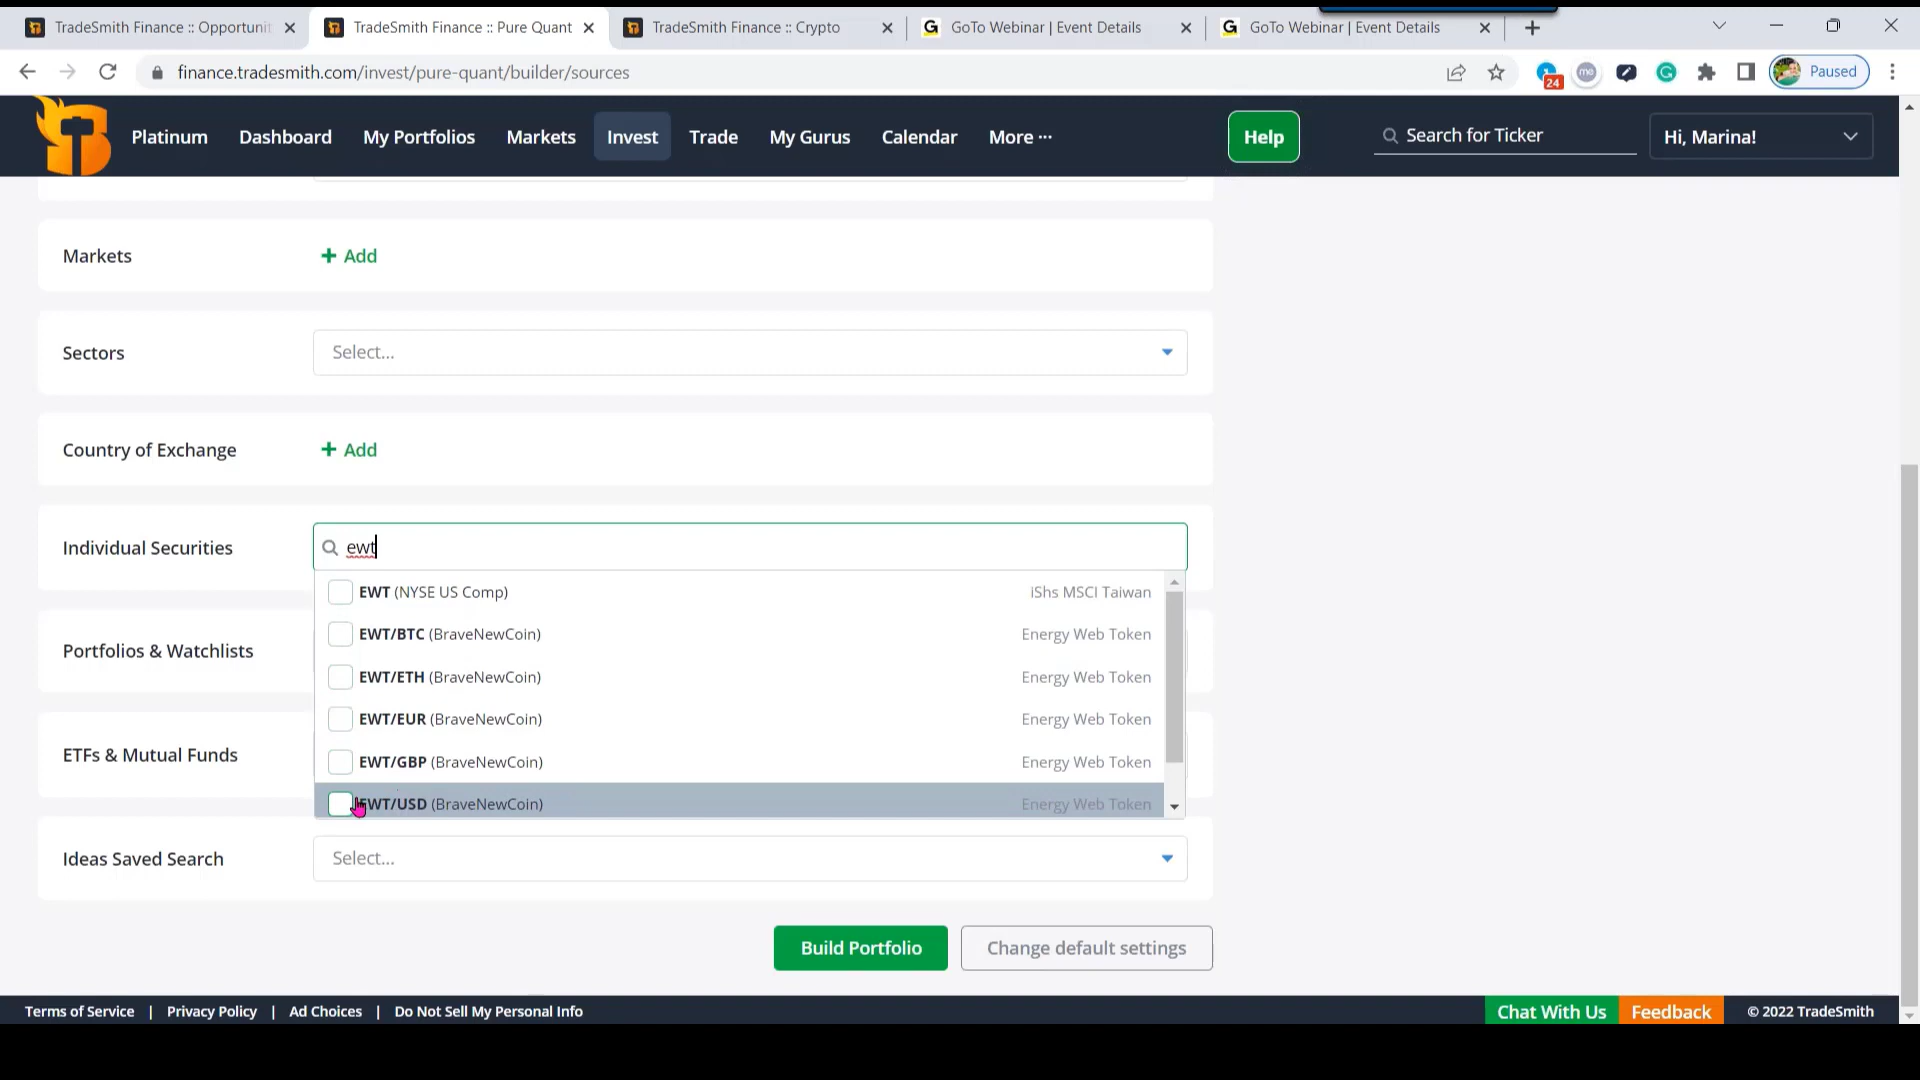 TradeSmith Finance :: Opportunit
TradeSmith Finance :: Pure Quant
TradeSmith Finance :: Crypto
G GoTo Webinar | Event Details
G GoTo Webinar | Event Details
finance.tradesmith.com/invest/pure-quant/builder/sources
24
me
G
Paused
Platinum
Dashboard
My Portfolios
Markets
Invest
Trade
My Gurus
Calendar
More ···
Help
Search for Ticker
Hi, Marina!
Markets
+ Add
Sectors
Select...
Country of Exchange
+ Add
Individual Securities
ewt
EWT (NYSE US Comp) iShs MSCI Taiwan
EWT/BTC (BraveNewCoin) Energy Web Token
EWT/ETH (BraveNewCoin) Energy Web Token
EWT/EUR (BraveNewCoin) Energy Web Token
EWT/GBP (BraveNewCoin) Energy Web Token
EWT/USD (BraveNewCoin) Energy Web Token
Portfolios & Watchlists
ETFs & Mutual Funds
Ideas Saved Search
Select...
Build Portfolio
Change default settings
Terms of Service | Privacy Policy | Ad Choices | Do Not Sell My Personal Info
Chat With Us
Feedback
© 2022 TradeSmith